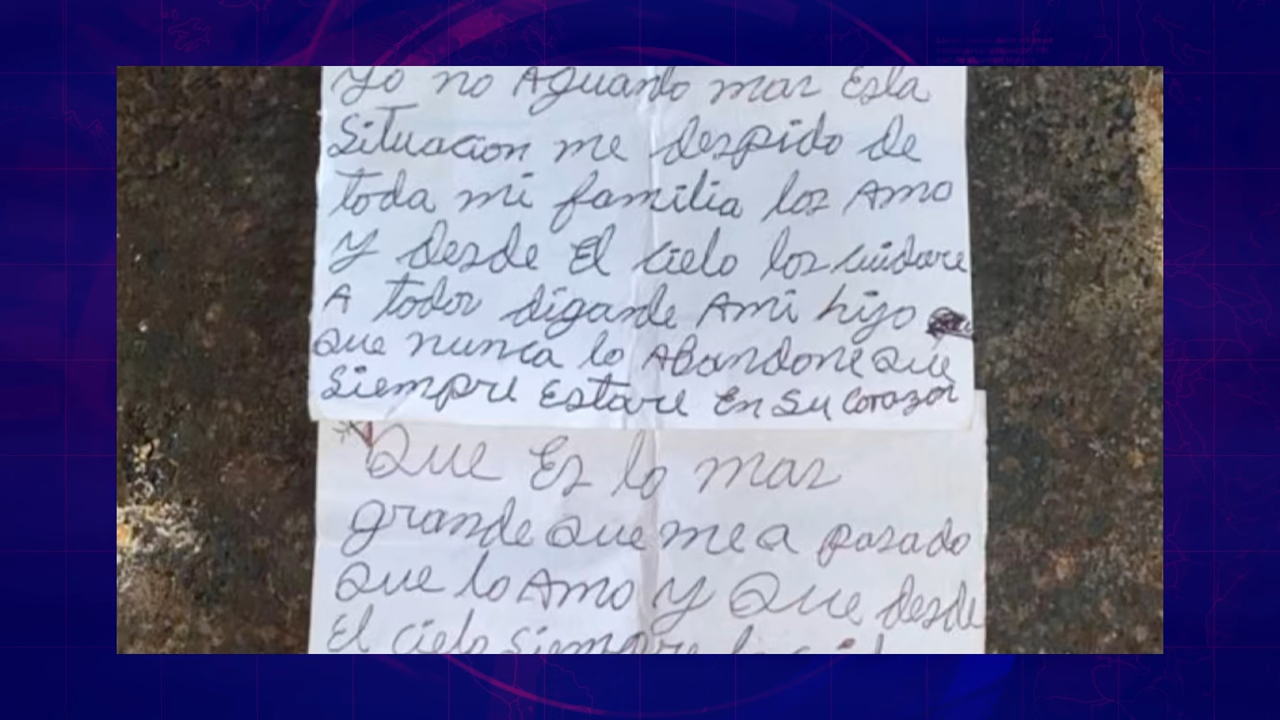 Yo no Aguanto mas Esta
Situacion me despido de
toda mi familia los Amo
Y desde El cielo los cuidare
A todos digande Ami hijo
Que nunca lo Abandone que
Siempre Estare En Su Corazon
Que Es lo mas
grande que me a pasado
que lo Amo Y Que desde
El cielo Siempre lo